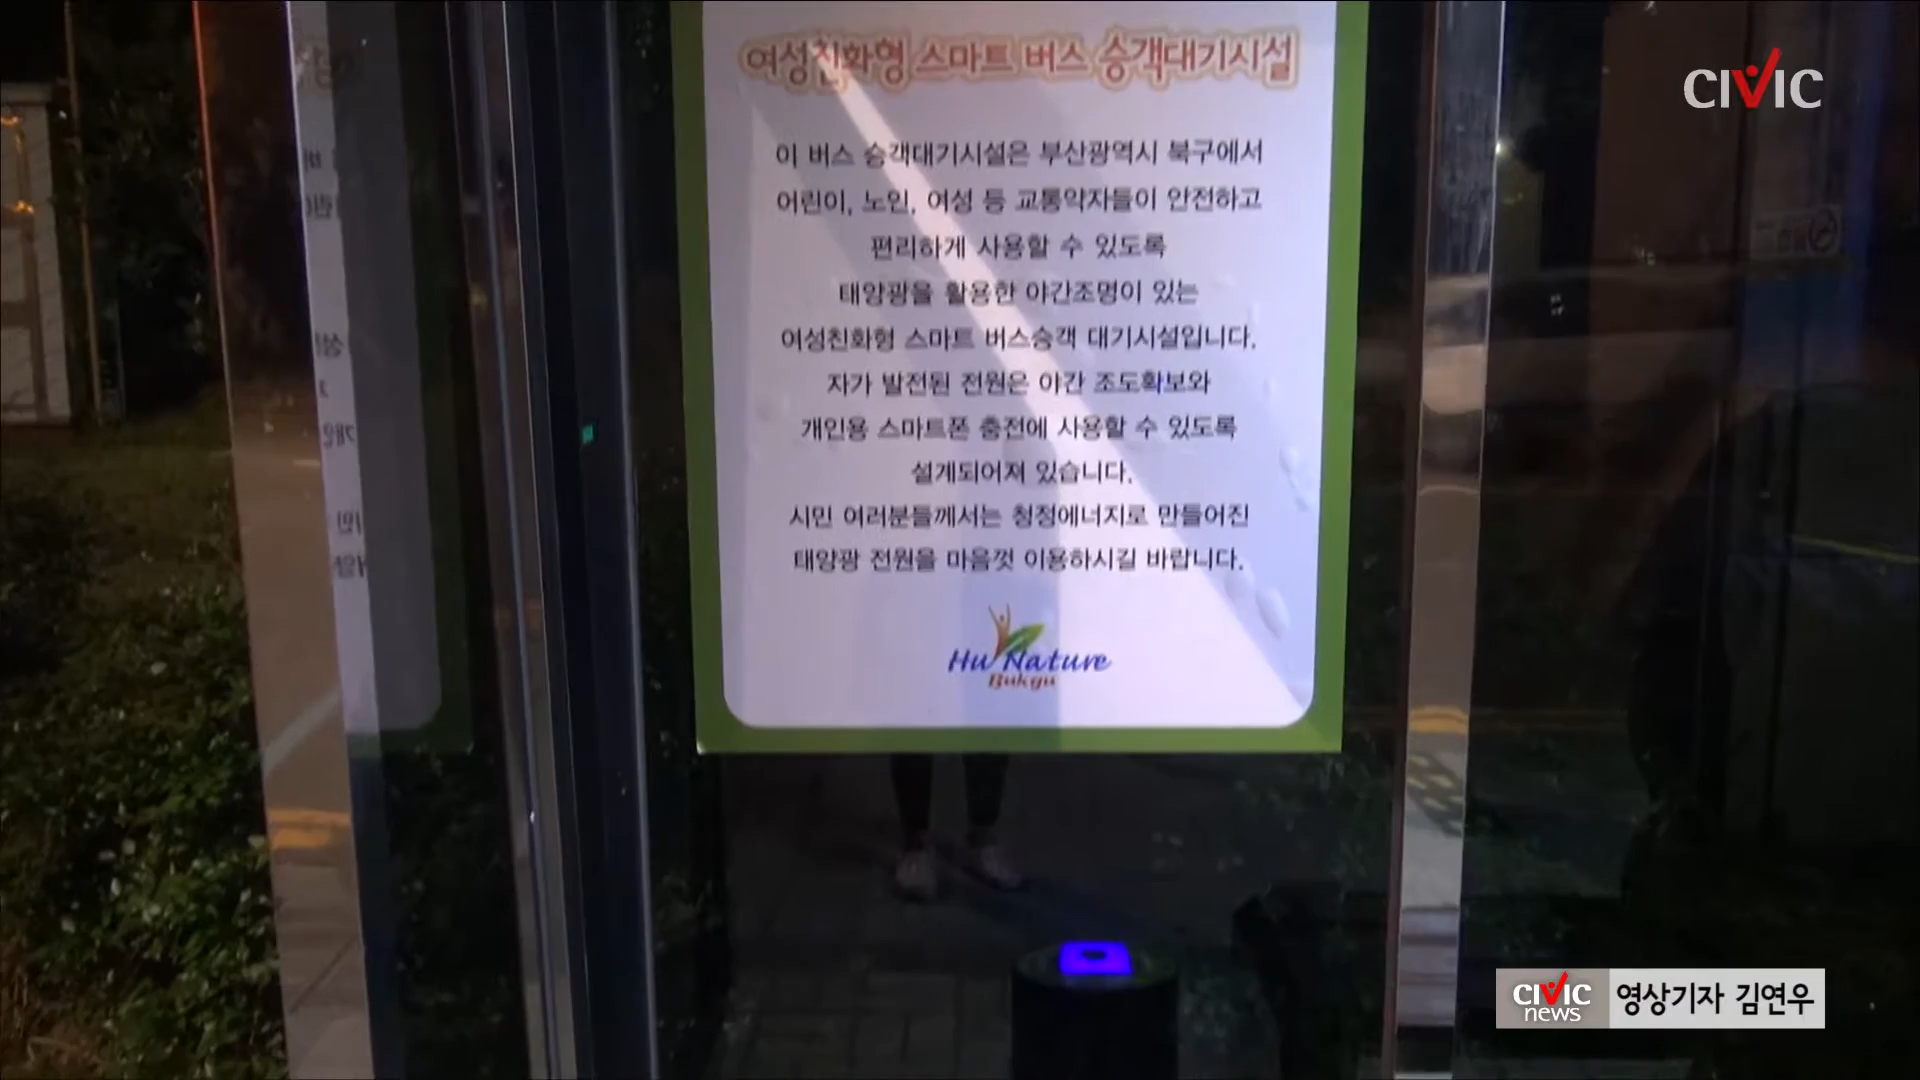 CIVIC
여성친화형 스마트 버스 승객대기시설
이 버스 승객대기시설은 부산광역시 북구에서
어린이, 노인, 여성 등 교통약자들이 안전하고
편리하게 사용할 수 있도록
태양광을 활용한 야간조명이 있는
여성친화형 스마트 버스승객 대기시설입니다.
자가 발전된 전원은 야간 조도확보와
개인용 스마트폰 충전에 사용할 수 있도록
설계되어져 있습니다.
시민 여러분들께서는 청정에너지로 만들어진
태양광 전원을 마음껏 이용하시길 바랍니다.
Hu Nature
Bukgu
CIVIC
news
영상기자 김연우